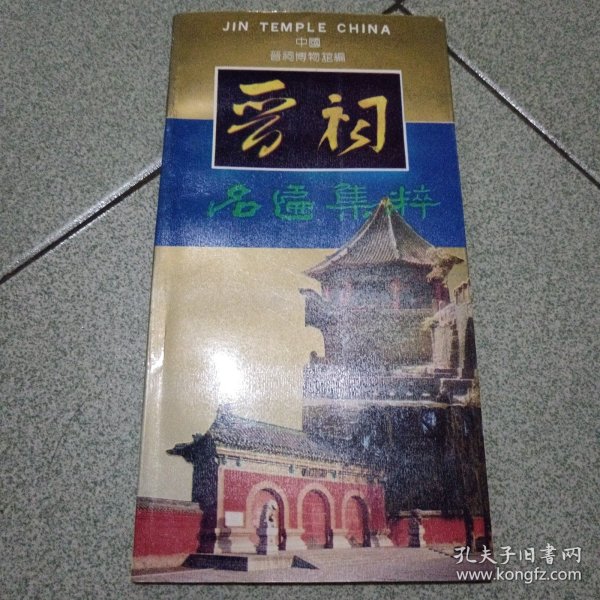 JIN TEMPLE CHINA
中國
晉祠博物館編
晋祠
名匾集粹
孔夫子旧书网
www.kongfz.com